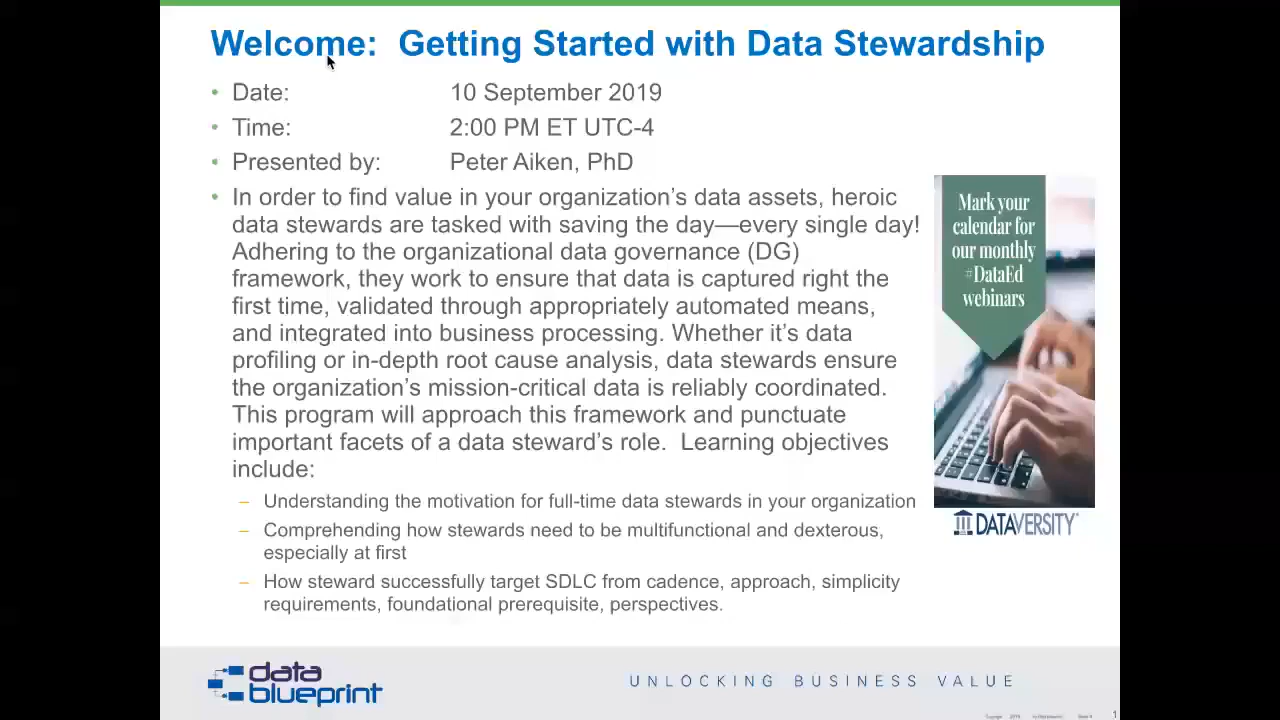 Welcome: Getting Started with Data Stewardship
• Date: 10 September 2019
• Time: 2:00 PM ET UTC-4
• Presented by: Peter Aiken, PhD
• In order to find value in your organization's data assets, heroic
data stewards are tasked with saving the day—every single day!
Adhering to the organizational data governance (DG)
framework, they work to ensure that data is captured right the
first time, validated through appropriately automated means,
and integrated into business processing. Whether it's data
profiling or in-depth root cause analysis, data stewards ensure
the organization's mission-critical data is reliably coordinated.
This program will approach this framework and punctuate
important facets of a data steward's role. Learning objectives
include:
– Understanding the motivation for full-time data stewards in your organization
– Comprehending how stewards need to be multifunctional and dexterous,
especially at first
– How steward successfully target SDLC from cadence, approach, simplicity
requirements, foundational prerequisite, perspectives.
Mark your
calendar for
our monthly
#DataEd
webinars
DATAVERSITY
data
blueprint
UNLOCKING BUSINESS VALUE
1